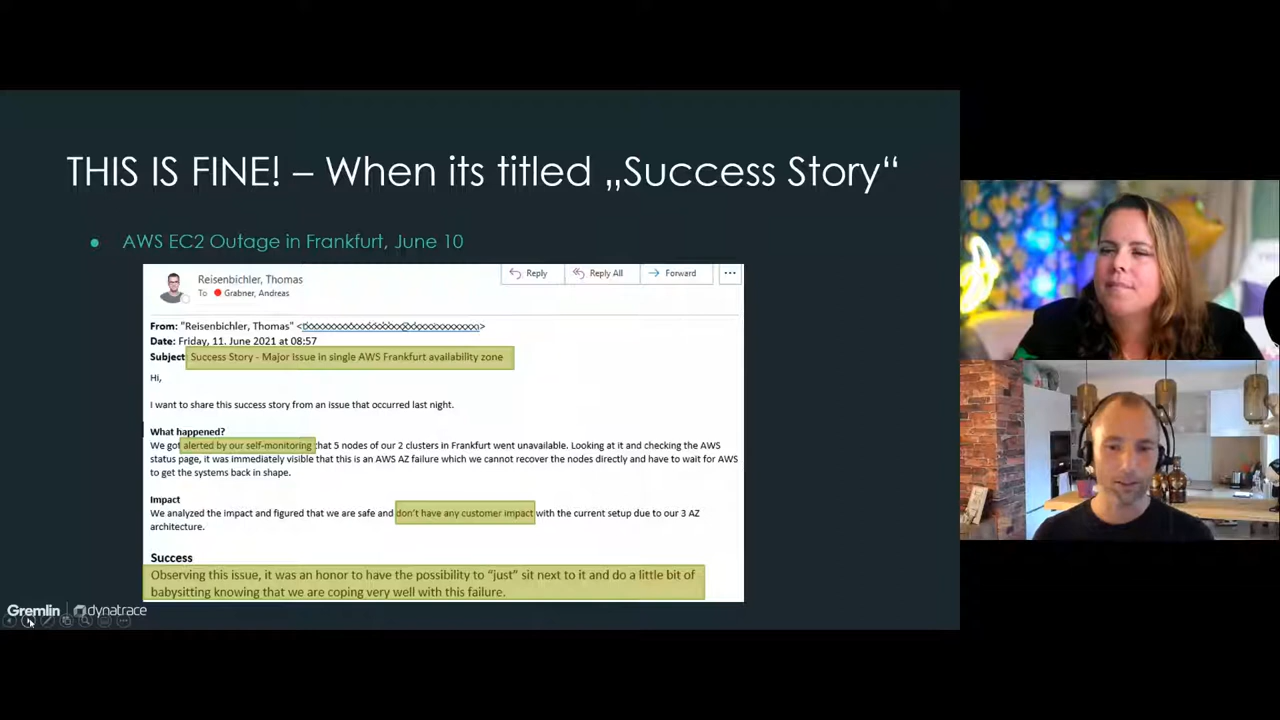 THIS IS FINE! – When its titled „Success Story“
● AWS EC2 Outage in Frankfurt, June 10
Reisenbichler, Thomas
To Grabner, Andreas
Reply
Reply All
Forward
...
From: "Reisenbichler, Thomas"
Date: Friday, 11. June 2021 at 08:57
Subject: Success Story - Major Issue in single AWS Frankfurt availability zone
Hi,
I want to share this success story from an issue that occurred last night.
What happened?
We got alerted by our self-monitoring that 5 nodes of our 2 clusters in Frankfurt went unavailable. Looking at it and checking the AWS
status page, it was immediately visible that this is an AWS AZ failure which we cannot recover the nodes directly and have to wait for AWS
to get the systems back in shape.
Impact
We analyzed the impact and figured that we are safe and don't have any customer impact with the current setup due to our 3 AZ
architecture.
Success
Observing this issue, it was an honor to have the possibility to "just" sit next to it and do a little bit of
babysitting knowing that we are coping very well with this failure.
Gremlin | dynatrace